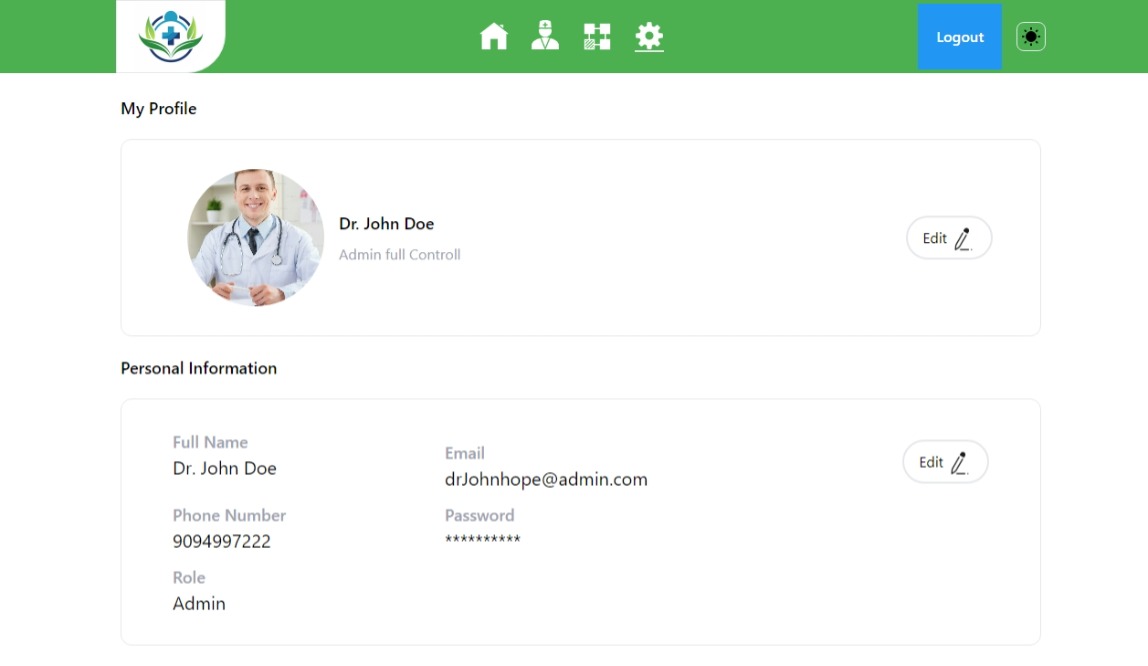 Logout
My Profile
Dr. John Doe
Admin full Controll
Edit
Personal Information
Full Name
Dr. John Doe
Email
drJohnhope@admin.com
Edit
Phone Number
9094997222
Password
**********
Role
Admin